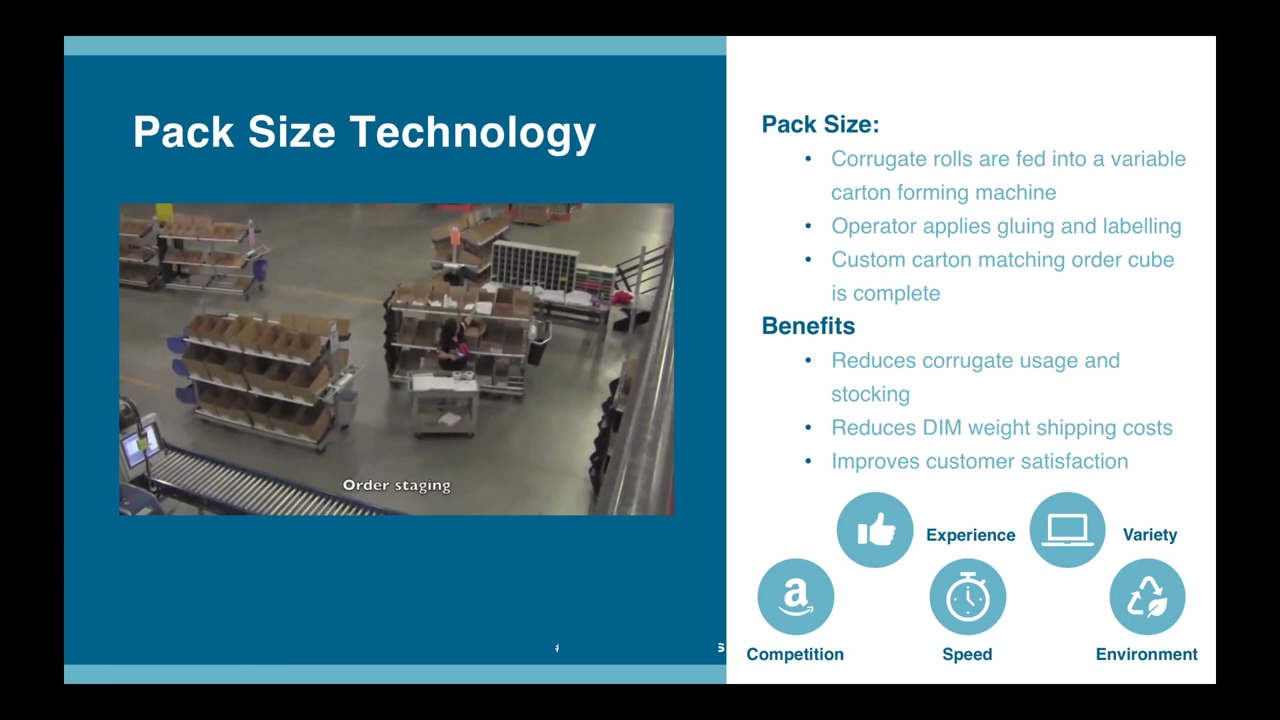 Pack Size Technology
Order staging
Pack Size:
• Corrugate rolls are fed into a variable
carton forming machine
• Operator applies gluing and labelling
• Custom carton matching order cube
is complete
Benefits
• Reduces corrugate usage and
stocking
• Reduces DIM weight shipping costs
• Improves customer satisfaction
Experience
Variety
a
Competition
Speed
Environment